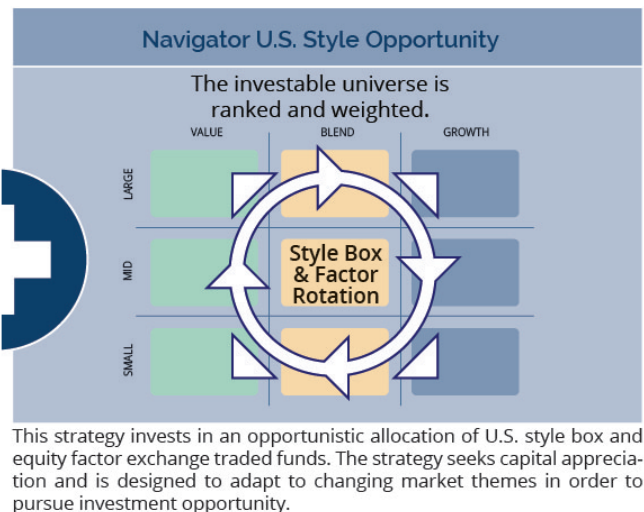 Navigator U.S. Style Opportunity
The investable universe is
ranked and weighted.
VALUE BLEND GROWTH
LARGE
MID
SMALL
Style Box
& Factor
Rotation
This strategy invests in an opportunistic allocation of U.S. style box and
equity factor exchange traded funds. The strategy seeks capital apprecia-
tion and is designed to adapt to changing market themes in order to
pursue investment opportunity.